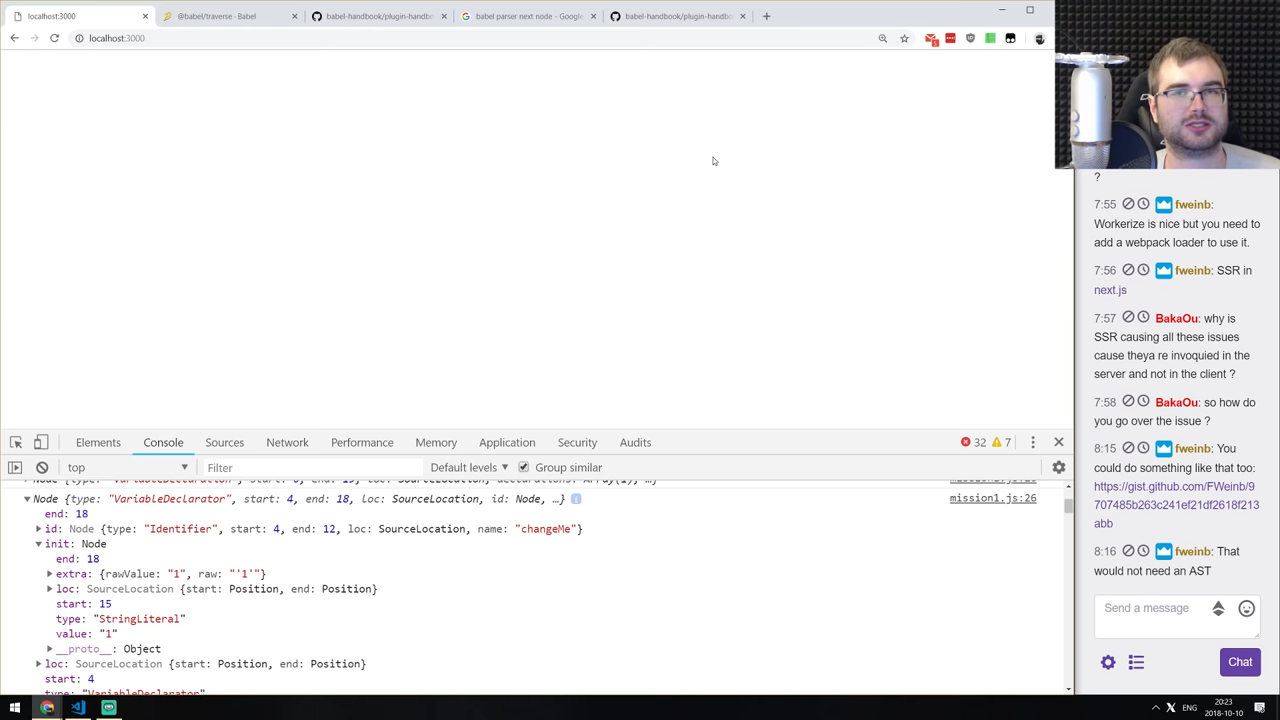 localhost:3000
@babel/traverse · Babel
babel-handbook/plugin-handb
babel parser next node - Google
babel-handbook/plugin-handb
localhost:3000
?
7:55 fweinb:
Workerize is nice but you need to
add a webpack loader to use it.
7:56 fweinb: SSR in
next.js
7:57 BakaOu: why is
SSR causing all these issues
cause theya re invoquied in the
server and not in the client ?
7:58 BakaOu: so how do
you go over the issue ?
8:15 fweinb: You
could do something like that too:
https://gist.github.com/FWeinb/9
707485b263c241ef21df2618f213
abb
8:16 fweinb: That
would not need an AST
Send a message
Chat
Elements Console Sources Network Performance Memory Application Security Audits 32 7
top Filter Default levels Group similar
Node {type: "VariableDeclarator", start: 4, end: 18, loc: SourceLocation, id: Node, …} mission1.js:26
end: 18
id: Node {type: "Identifier", start: 4, end: 12, loc: SourceLocation, name: "changeMe"}
init: Node
end: 18
extra: {rawValue: "1", raw: "'1'"}
loc: SourceLocation {start: Position, end: Position}
start: 15
type: "StringLiteral"
value: "1"
__proto__: Object
loc: SourceLocation {start: Position, end: Position}
start: 4
type: "VariableDeclarator"
ENG
20:23
2018-10-10